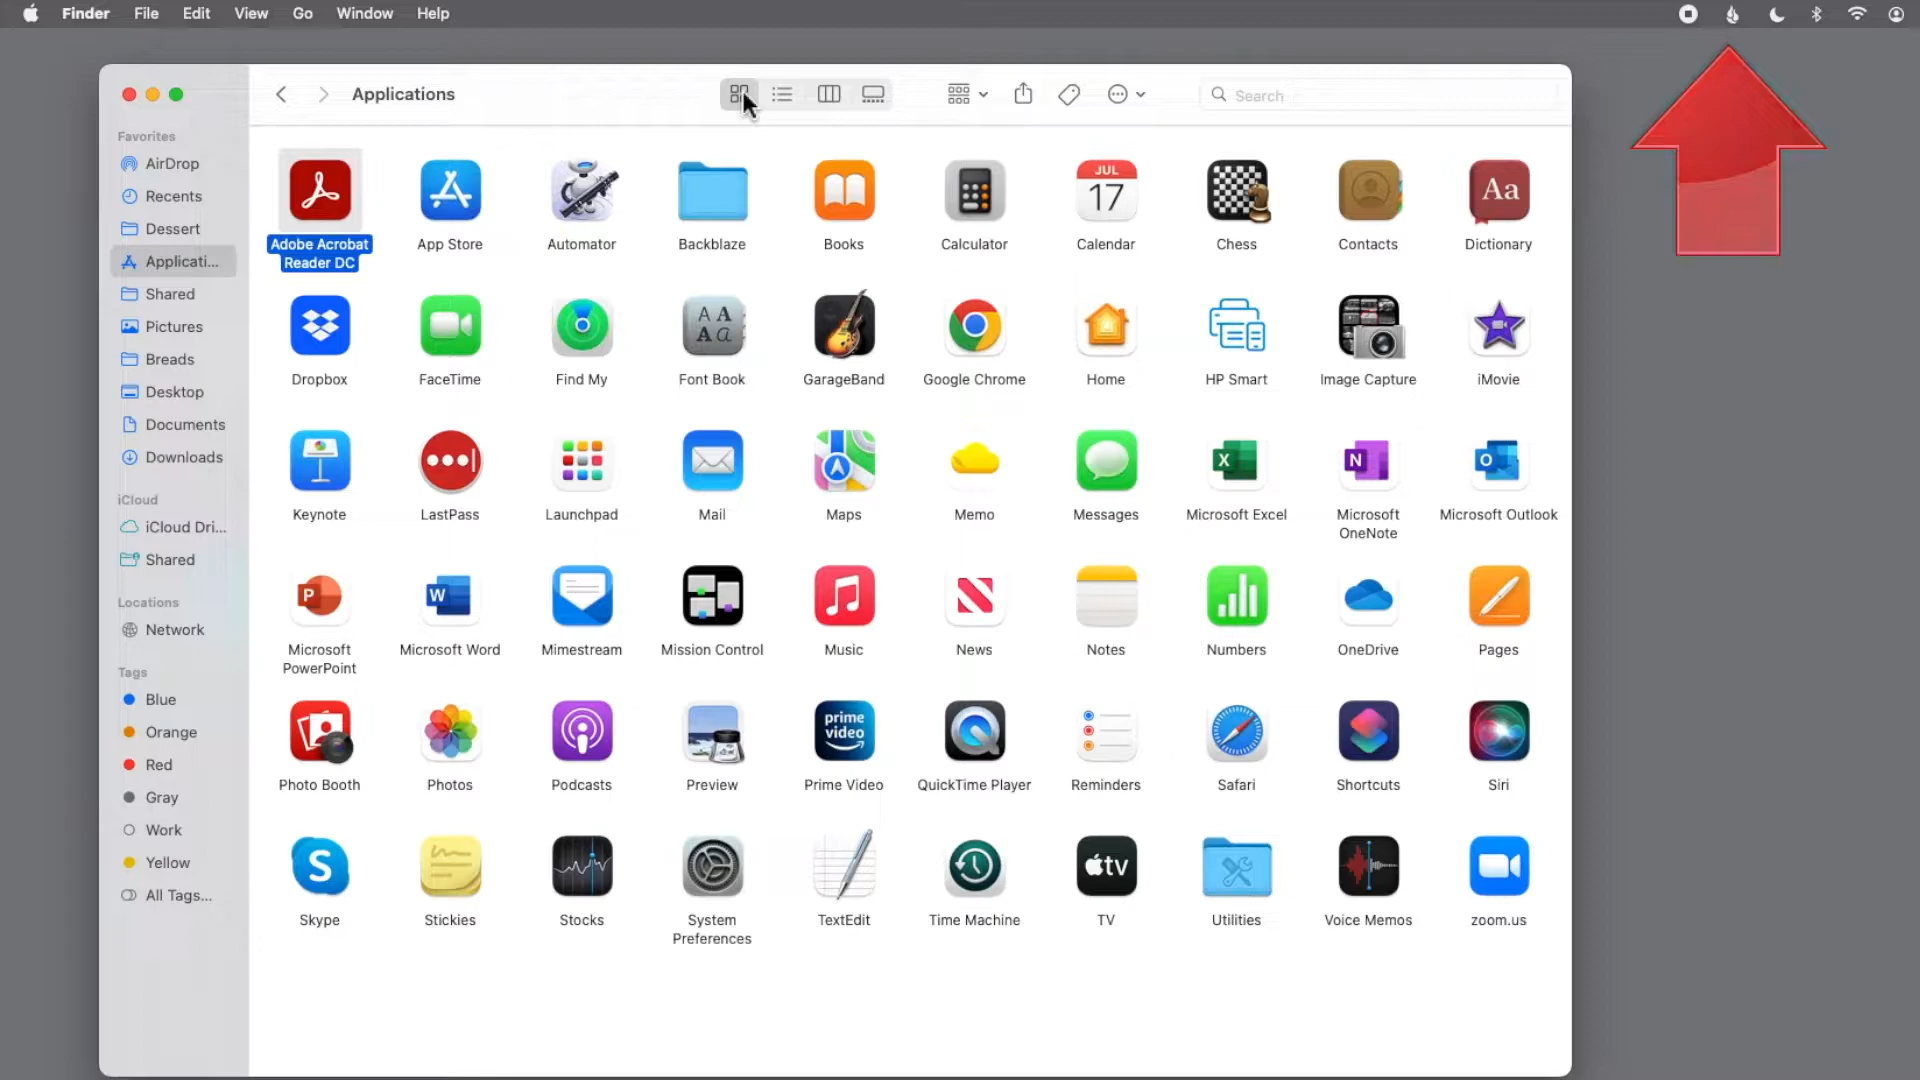 Finder File Edit View Go Window Help
Applications
Search
Favorites
AirDrop
Recents
Dessert
Applicati...
Shared
Pictures
Breads
Desktop
Documents
Downloads
iCloud
iCloud Dri...
Shared
Locations
Network
Tags
Blue
Orange
Red
Gray
Work
Yellow
All Tags...
JUL
17
Aa
Adobe Acrobat
Reader DC
App Store
Automator
Backblaze
Books
Calculator
Calendar
Chess
Contacts
Dictionary
A A
A a
Dropbox
FaceTime
Find My
Font Book
GarageBand
Google Chrome
Home
HP Smart
Image Capture
iMovie
X
N
O
Keynote
LastPass
Launchpad
Mail
Maps
Memo
Messages
Microsoft Excel
Microsoft
OneNote
Microsoft Outlook
P
W
Microsoft
PowerPoint
Microsoft Word
Mimestream
Mission Control
Music
News
Notes
Numbers
OneDrive
Pages
prime
video
Photo Booth
Photos
Podcasts
Preview
Prime Video
QuickTime Player
Reminders
Safari
Shortcuts
Siri
S
tv
Skype
Stickies
Stocks
System
Preferences
TextEdit
Time Machine
TV
Utilities
Voice Memos
zoom.us